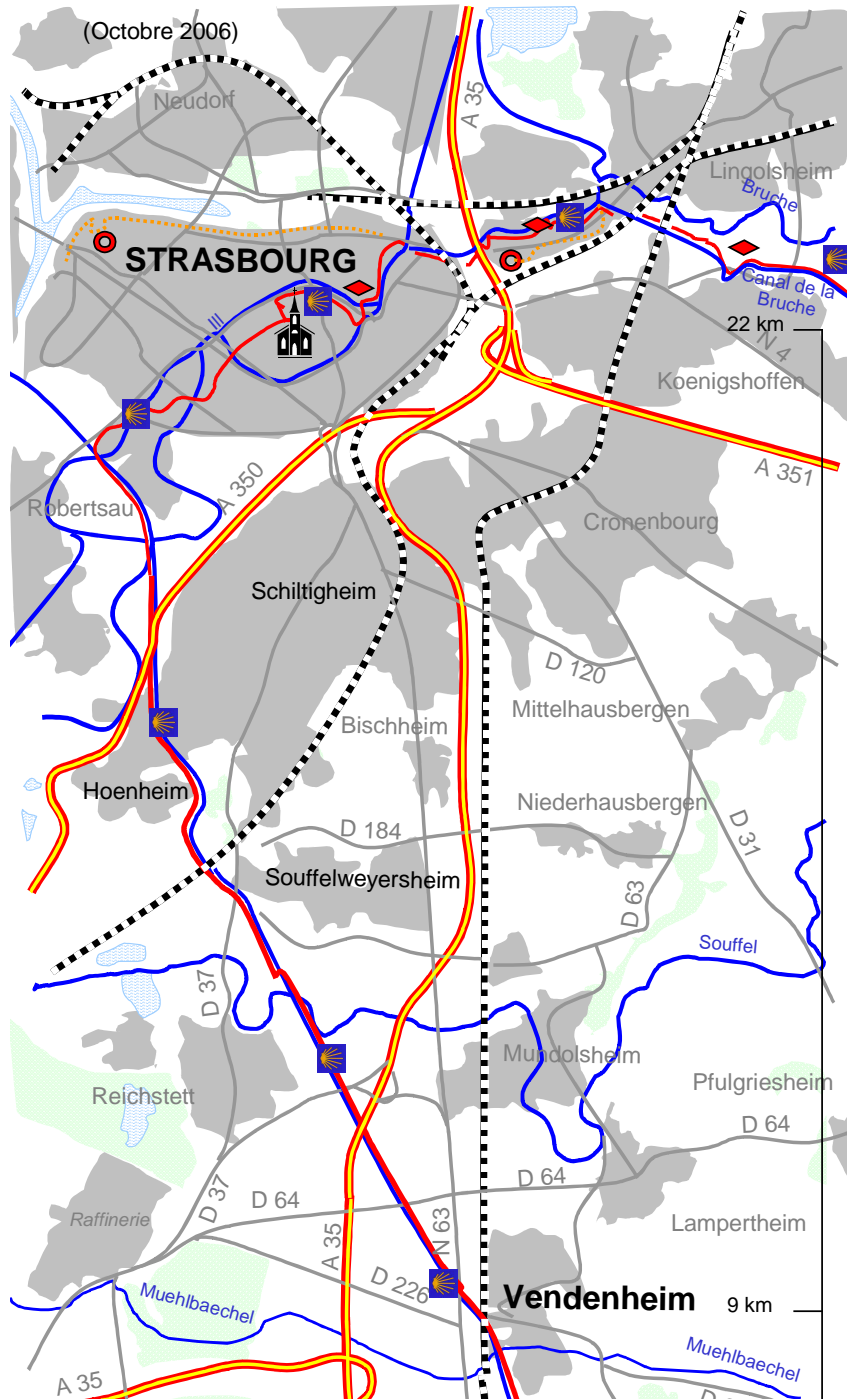 (Octobre 2006)
Neudorf
A 35
Lingolsheim
Bruche
STRASBOURG
Canal de la
Bruche
Ill
22 km
N 4
Koenigshoffen
A 351
A 350
Robertsau
Cronenbourg
Schiltigheim
D 120
Mittelhausbergen
Bischheim
Hoenheim
Niederhausbergen
D 184
D 31
Souffelweyersheim
D 63
Souffel
D 37
Mundolsheim
Pfulgriesheim
Reichstett
D 64
D 64
D 37
D 64
Raffinerie
Lampertheim
A 35
N 63
D 226
Muehlbaechel
Vendenheim
9 km
Muehlbaechel
A 35